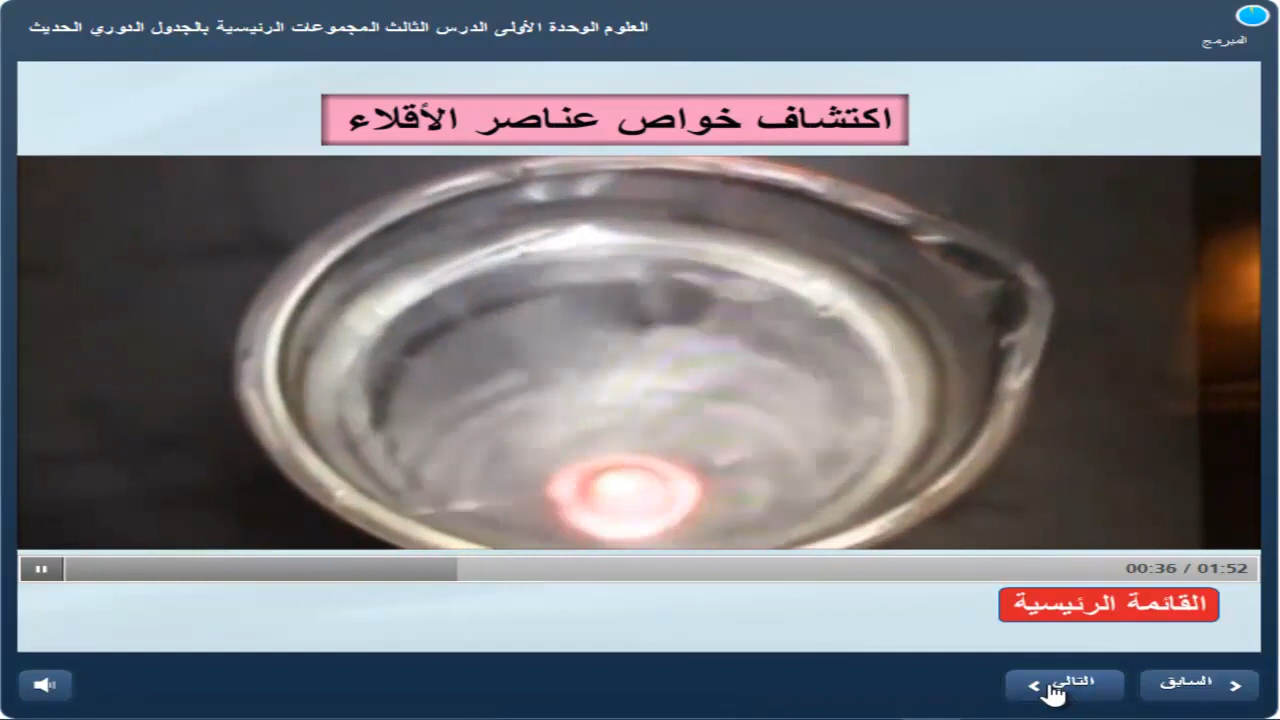 العلوم الوحدة الأولى الدرس الثالث المجموعات الرئيسية بالجدول الدوري الحديث
المبرمج
اكتشاف خواص عناصر الأقلاء
00:36 / 01:52
القائمة الرئيسية
السابق
التالي